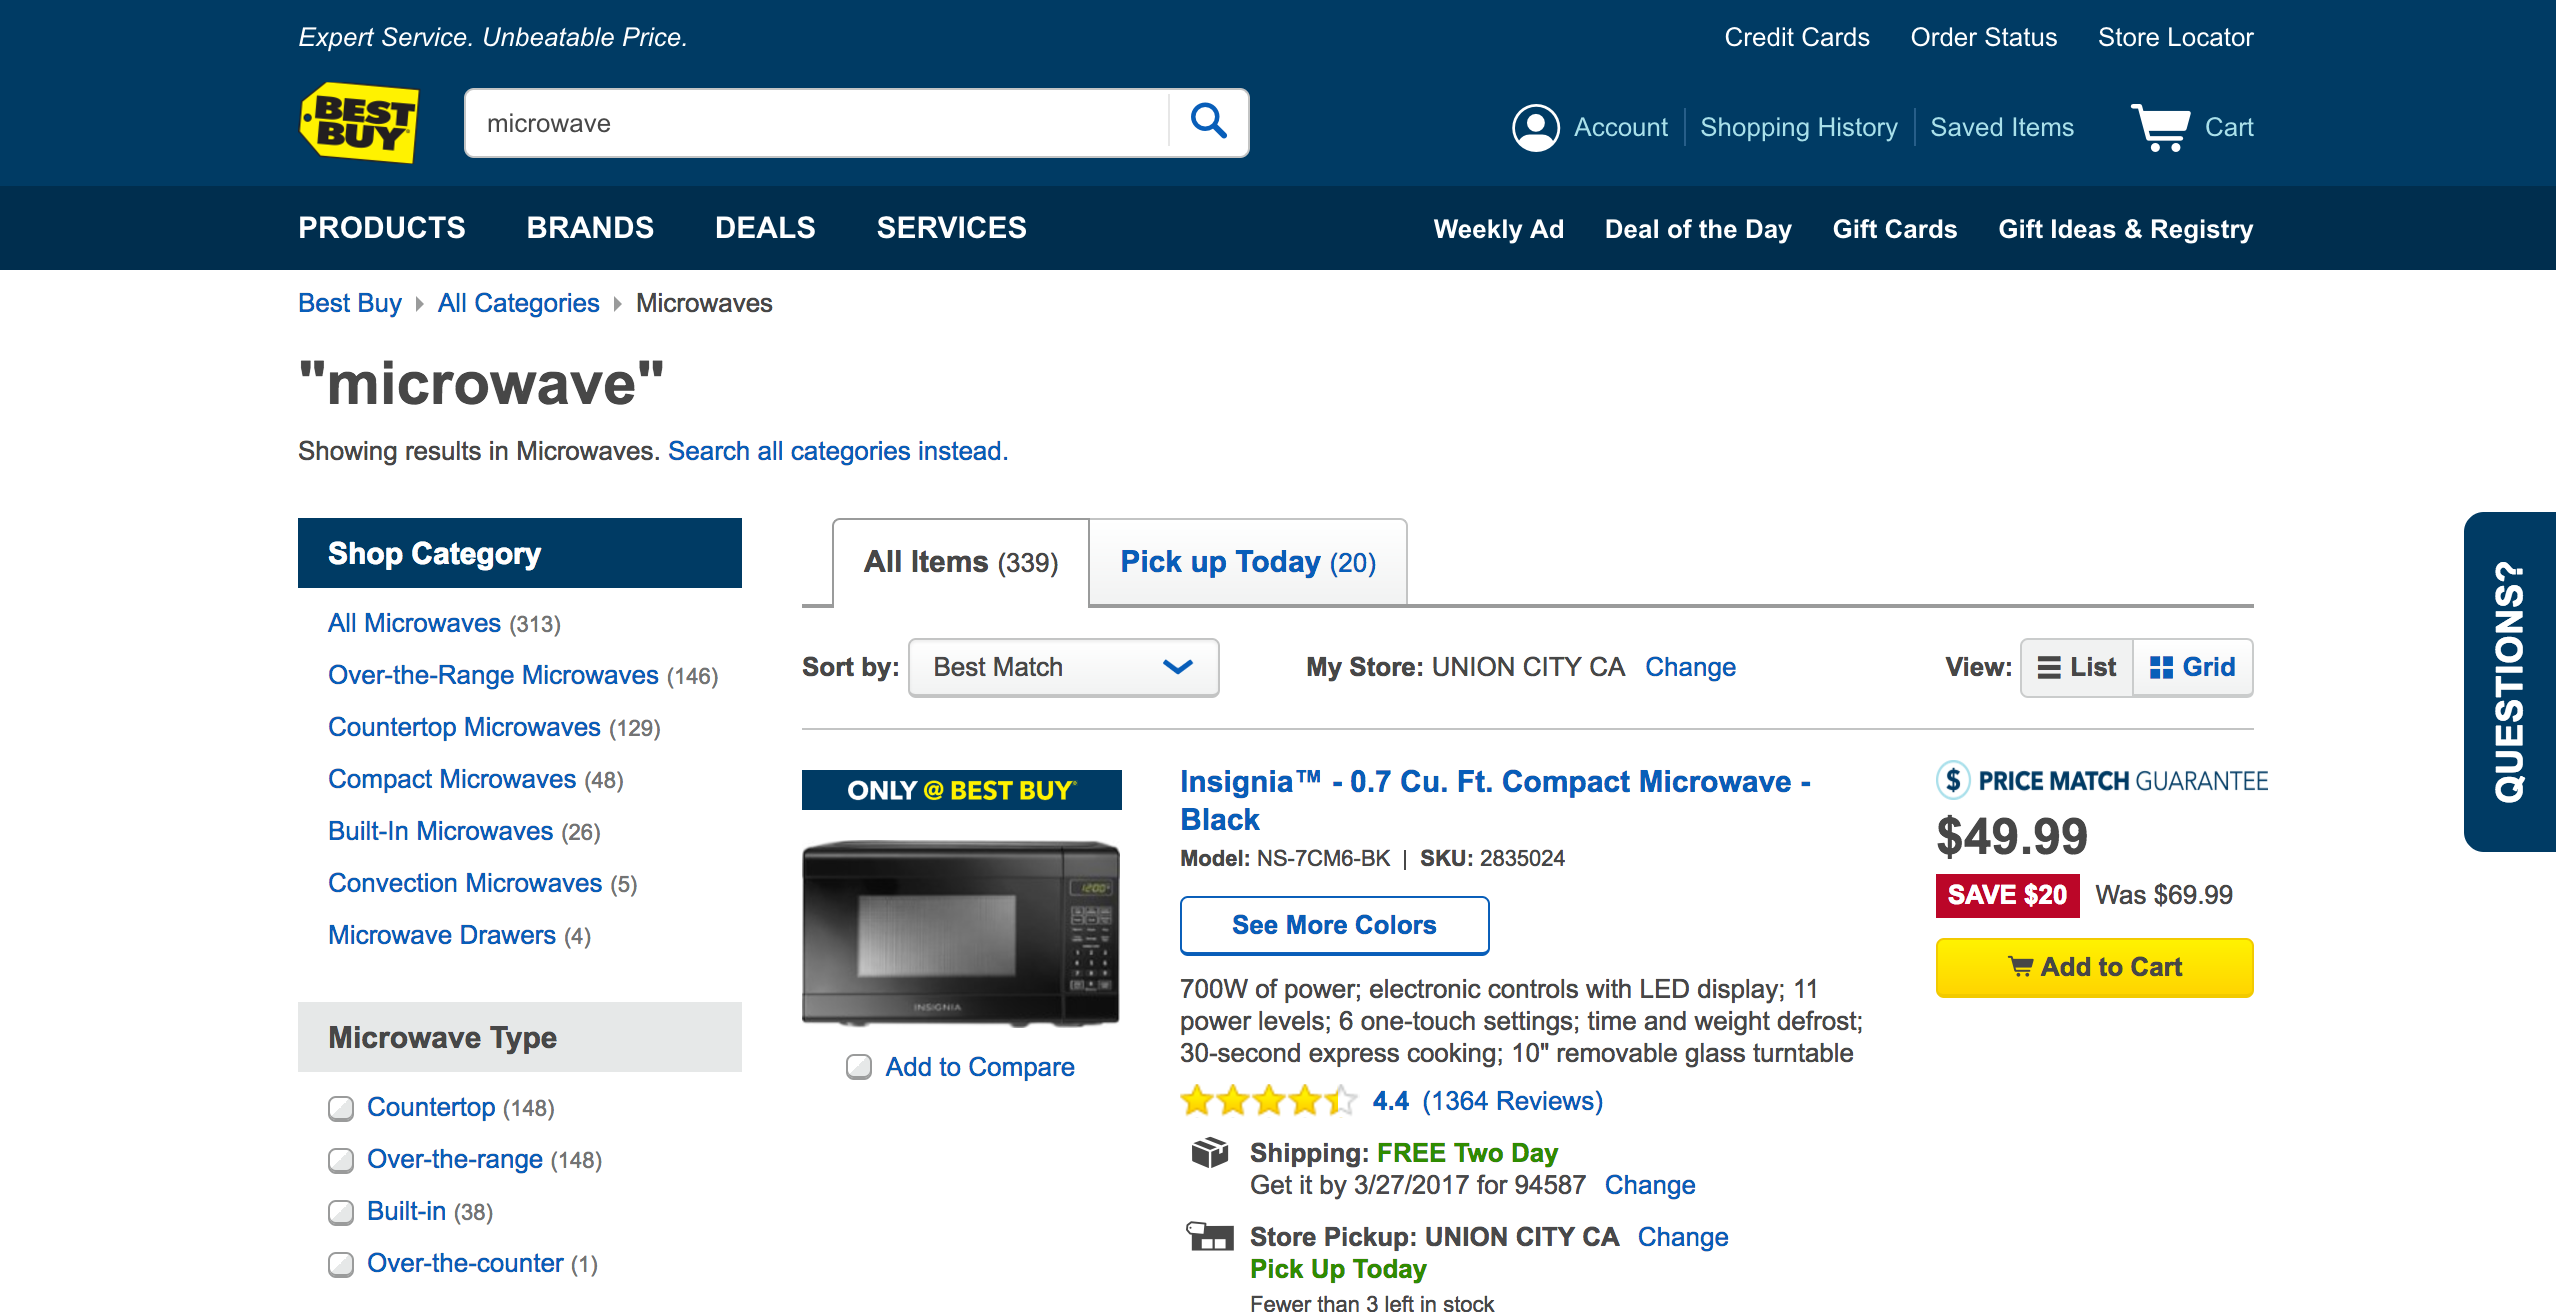 Expert Service. Unbeatable Price.
Credit Cards Order Status Store Locator
BEST
BUY
microwave
Account Shopping History Saved Items Cart
PRODUCTS BRANDS DEALS SERVICES
Weekly Ad Deal of the Day Gift Cards Gift Ideas & Registry
Best Buy All Categories Microwaves
"microwave"
Showing results in Microwaves. Search all categories instead.
Shop Category
All Microwaves (313)
Over-the-Range Microwaves (146)
Countertop Microwaves (129)
Compact Microwaves (48)
Built-In Microwaves (26)
Convection Microwaves (5)
Microwave Drawers (4)
Microwave Type
Countertop (148)
Over-the-range (148)
Built-in (38)
Over-the-counter (1)
All Items (339) Pick up Today (20)
Sort by: Best Match
My Store: UNION CITY CA Change
View: List Grid
ONLY @ BEST BUY
12:00
INSIGNIA
Add to Compare
Insignia™ - 0.7 Cu. Ft. Compact Microwave -
Black
Model: NS-7CM6-BK | SKU: 2835024
See More Colors
700W of power; electronic controls with LED display; 11
power levels; 6 one-touch settings; time and weight defrost;
30-second express cooking; 10" removable glass turntable
4.4 (1364 Reviews)
Shipping: FREE Two Day
Get it by 3/27/2017 for 94587 Change
Store Pickup: UNION CITY CA Change
Pick Up Today
Fewer than 3 left in stock
$ PRICE MATCH GUARANTEE
$49.99
SAVE $20 Was $69.99
Add to Cart
QUESTIONS?